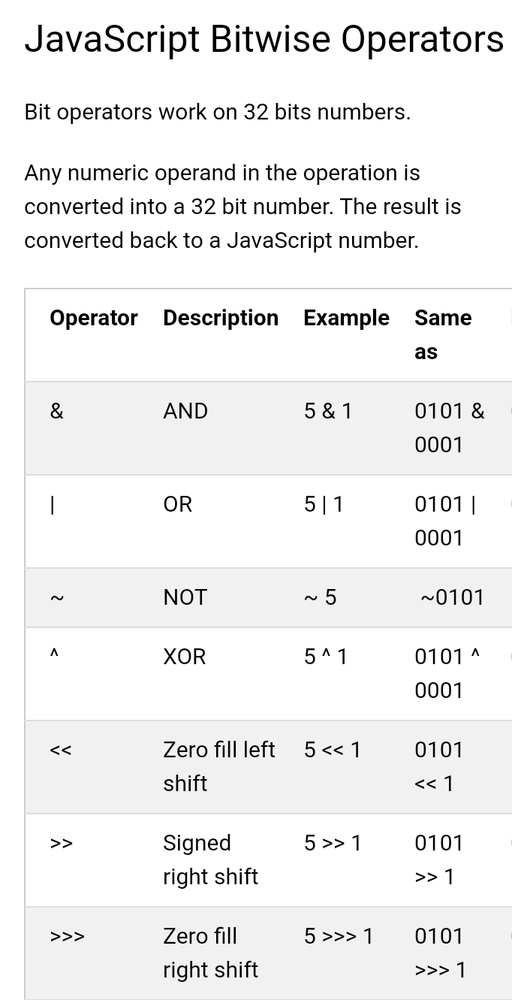 JavaScript Bitwise Operators
Bit operators work on 32 bits numbers.
Any numeric operand in the operation is
converted into a 32 bit number. The result is
converted back to a JavaScript number.
Operator Description Example Same as
& AND 5 & 1 0101 & 0001
| OR 5 | 1 0101 | 0001
~ NOT ~ 5 ~0101
^ XOR 5 ^ 1 0101 ^ 0001
<< Zero fill left shift 5 << 1 0101 << 1
>> Signed right shift 5 >> 1 0101 >> 1
>>> Zero fill right shift 5 >>> 1 0101 >>> 1